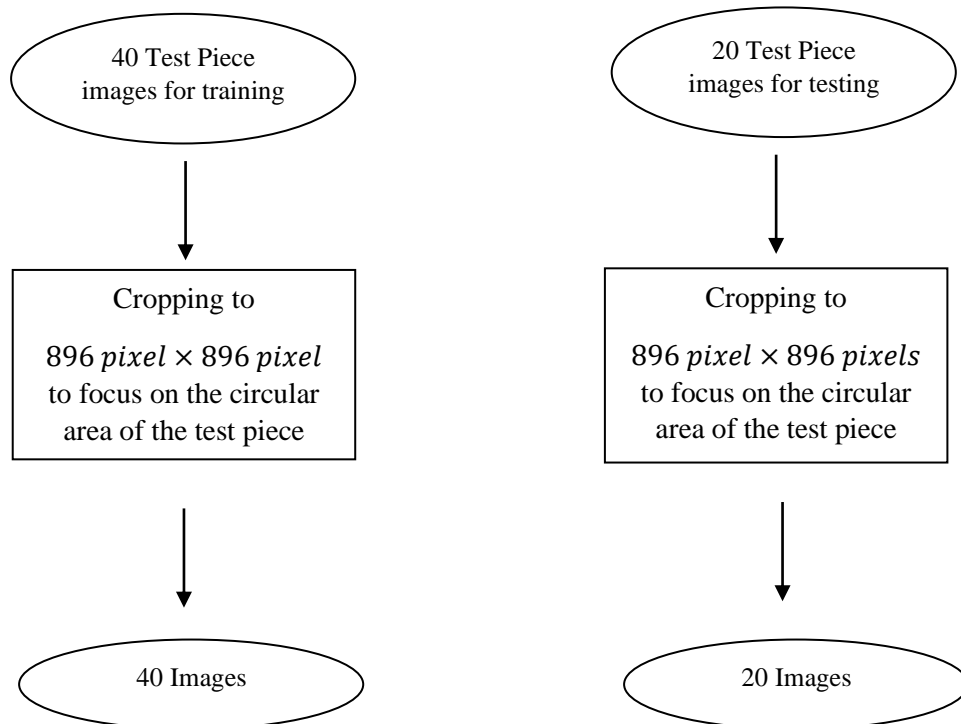 40 Test Piece
images for training
20 Test Piece
images for testing
Cropping to
896 pixel × 896 pixel
to focus on the circular
area of the test piece
Cropping to
896 pixel × 896 pixels
to focus on the circular
area of the test piece
40 Images
20 Images